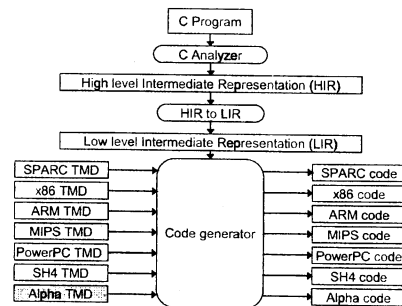 C Program
C Analyzer
High level Intermediate Representation (HIR)
HIR to LIR
Low level Intermediate Representation (LIR)
SPARC TMD
x86 TMD
ARM TMD
MIPS TMD
PowerPC TMD
SH4 TMD
Alpha TMD
Code generator
SPARC code
x86 code
ARM code
MIPS code
PowerPC code
SH4 code
Alpha code